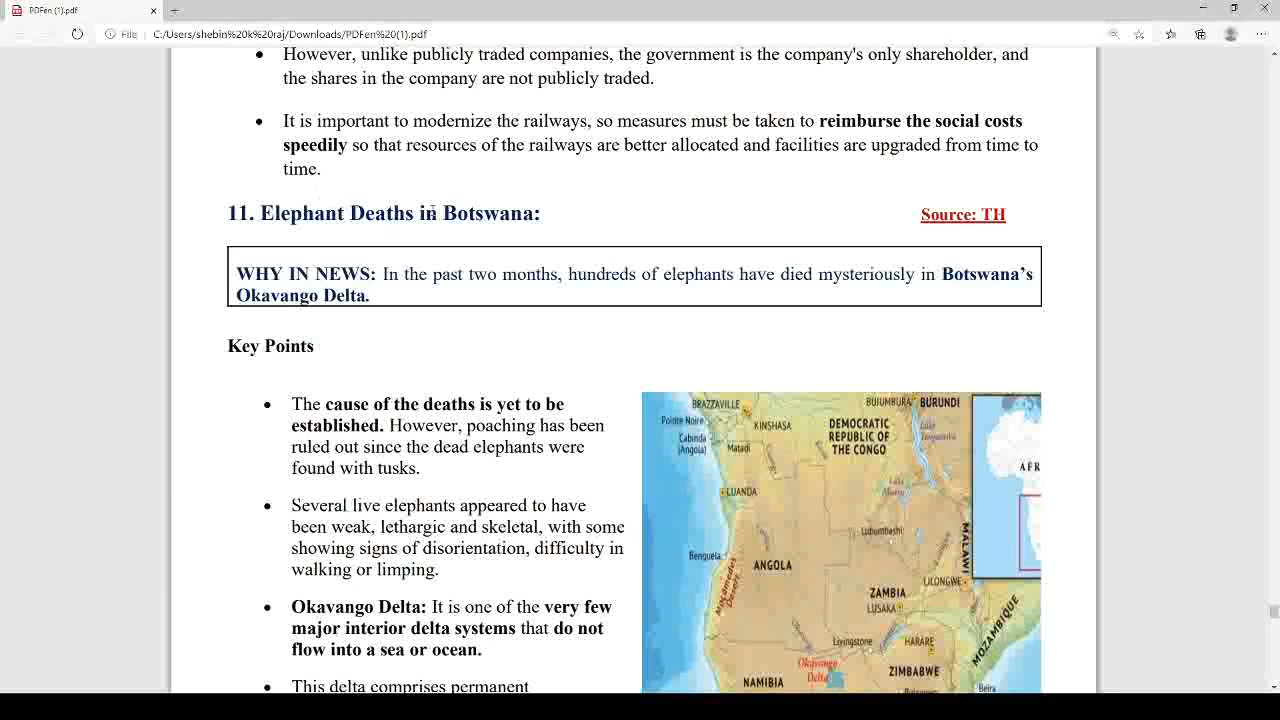 PDFen (1).pdf
File
C:/Users/shebin%20k%20raj/Downloads/PDFen%20(1).pdf
However, unlike publicly traded companies, the government is the company's only shareholder, and
the shares in the company are not publicly traded.
It is important to modernize the railways, so measures must be taken to reimburse the social costs
speedily so that resources of the railways are better allocated and facilities are upgraded from time to
time.
11. Elephant Deaths in Botswana:
Source: TH
WHY IN NEWS: In the past two months, hundreds of elephants have died mysteriously in Botswana's
Okavango Delta.
Key Points
The cause of the deaths is yet to be
established. However, poaching has been
ruled out since the dead elephants were
found with tusks.
Several live elephants appeared to have
been weak, lethargic and skeletal, with some
showing signs of disorientation, difficulty in
walking or limping.
Okavango Delta: It is one of the very few
major interior delta systems that do not
flow into a sea or ocean.
This delta comprises permanent
BRAZZAVILLE
BUJUMBURA
BURUNDI
Pointe Noire
KINSHASA
DEMOCRATIC
REPUBLIC OF
THE CONGO
Lake
Tanganyika
Cabinda
(Angola)
Matadi
AFR
LUANDA
Lake
Mweru
Lubumbashi
MALAWI
Benguela
ANGOLA
Moçamedes
Desert
ZAMBIA
LILONGWE
LUSAKA
MOZAMBIQUE
Livingstone
HARARE
Okavango
Delta
ZIMBABWE
NAMIBIA
Beira